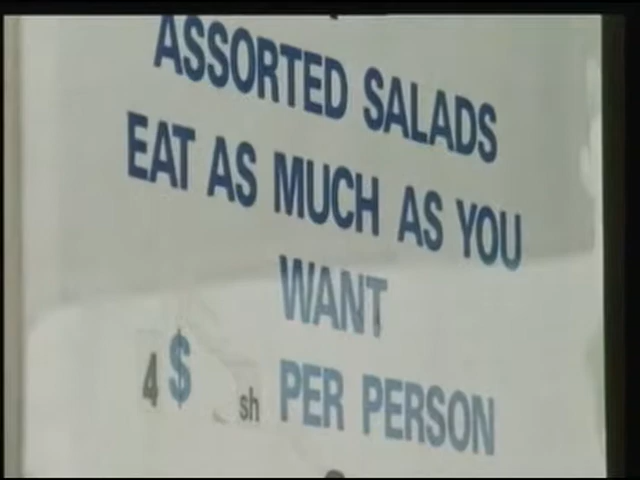 ASSORTED SALADS
EAT AS MUCH AS YOU
WANT
4 $ sh PER PERSON